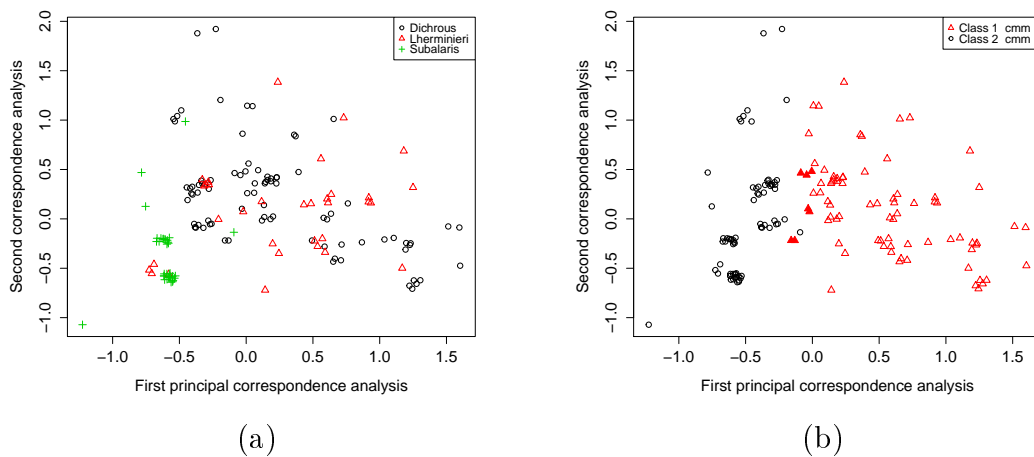 Dichrous
Lherminieri
Subalaris
Second correspondence analysis
2.0
1.5
1.0
0.5
0.0
−0.5
−1.0
−1.0 −0.5 0.0 0.5 1.0 1.5
First principal correspondence analysis
(a)
Class 1 cmm
Class 2 cmm
Second correspondence analysis
2.0
1.5
1.0
0.5
0.0
−0.5
−1.0
−1.0 −0.5 0.0 0.5 1.0 1.5
First principal correspondence analysis
(b)